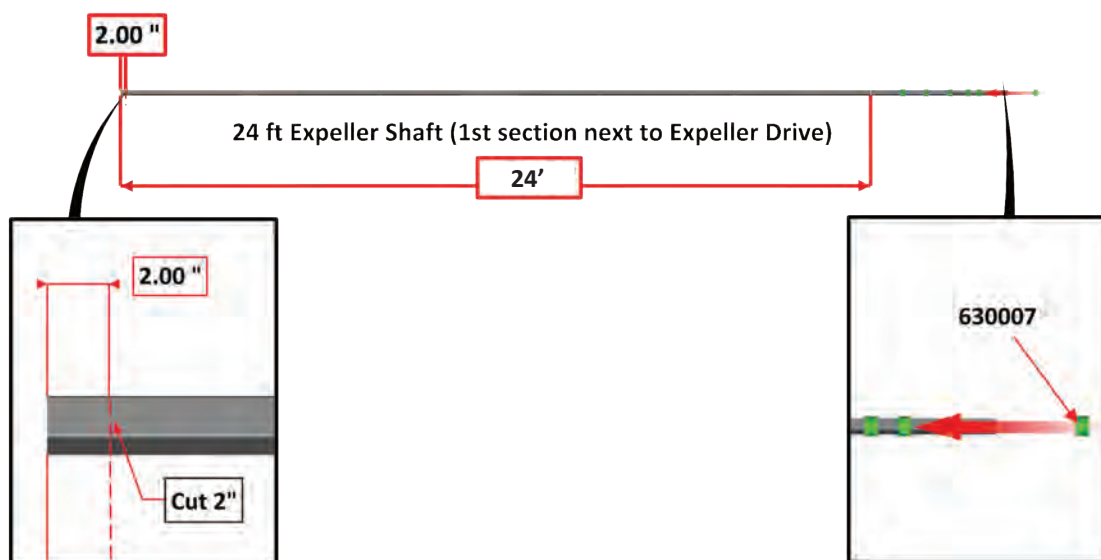 2.00 "
24 ft Expeller Shaft (1st section next to Expeller Drive)
24’
2.00 "
Cut 2"
630007